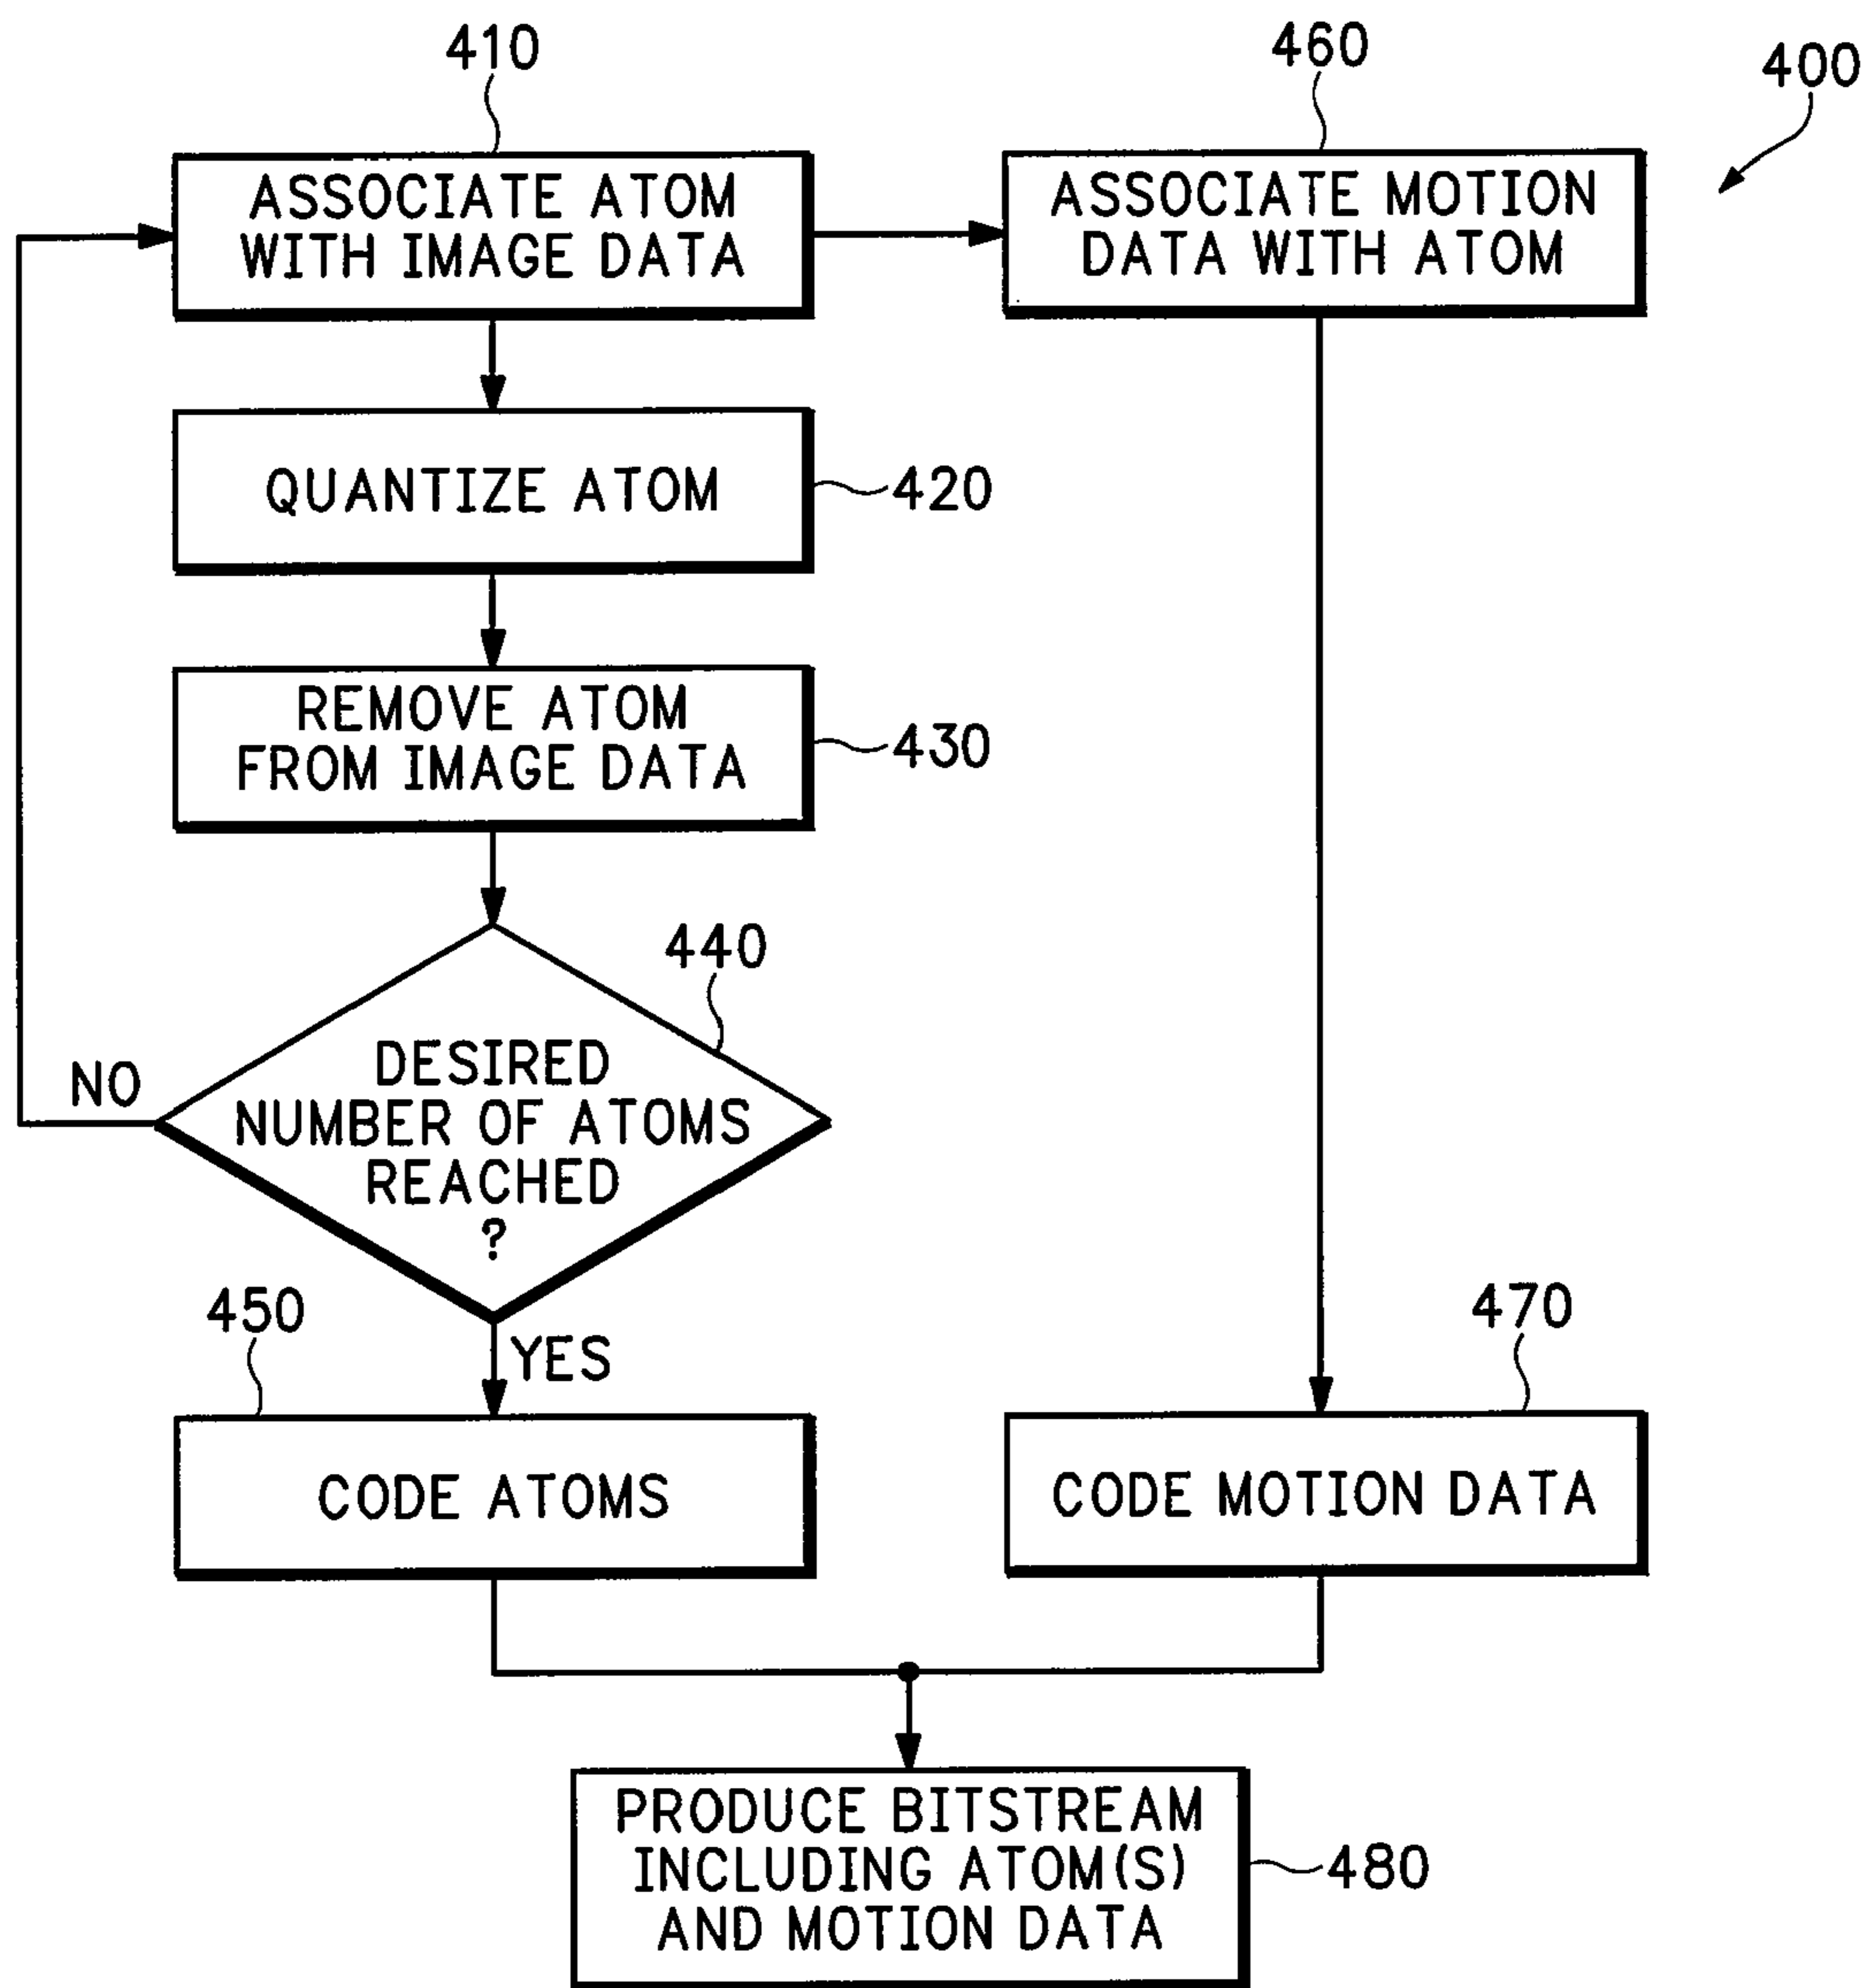 410
460
400
ASSOCIATE ATOM
WITH IMAGE DATA
ASSOCIATE MOTION
DATA WITH ATOM
QUANTIZE ATOM
420
REMOVE ATOM
FROM IMAGE DATA
430
440
DESIRED
NUMBER OF ATOMS
REACHED
?
NO
YES
450
470
CODE ATOMS
CODE MOTION DATA
PRODUCE BITSTREAM
INCLUDING ATOM(S)
AND MOTION DATA
480